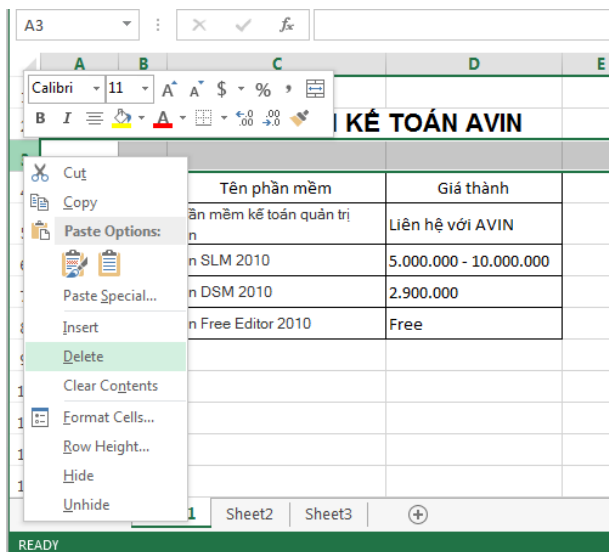 A3
fx
A B C D E
Calibri 11 A A $ % ,
B I A .00 .00
KẾ TOÁN AVIN
Tên phần mềm Giá thành
ần mềm kế toán quản trị
n
Liên hệ với AVIN
n SLM 2010 5.000.000 - 10.000.000
n DSM 2010 2.900.000
n Free Editor 2010 Free
Cut
Copy
Paste Options:
Paste Special...
Insert
Delete
Clear Contents
Format Cells...
Row Height...
Hide
Unhide
1 Sheet2 Sheet3
READY